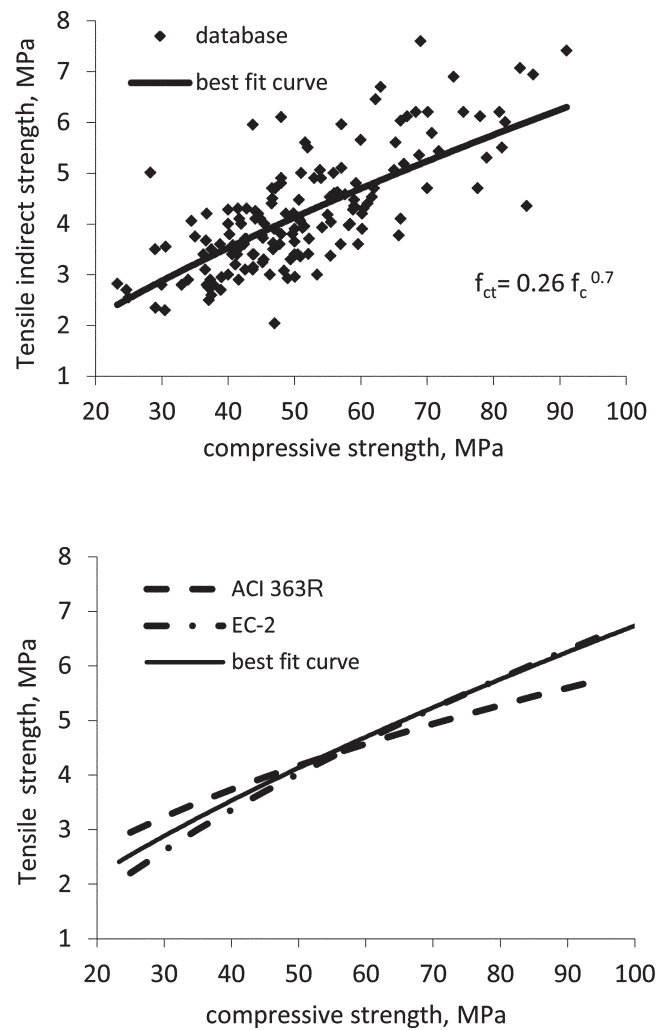 8
7
6
5
4
3
2
1
Tensile indirect strength, MPa
database
best fit curve
f_ct = 0.26 f_c^0.7
20 30 40 50 60 70 80 90 100
compressive strength, MPa
8
7
6
5
4
3
2
1
Tensile strength, MPa
ACI 363R
EC-2
best fit curve
20 30 40 50 60 70 80 90 100
compressive strength, MPa